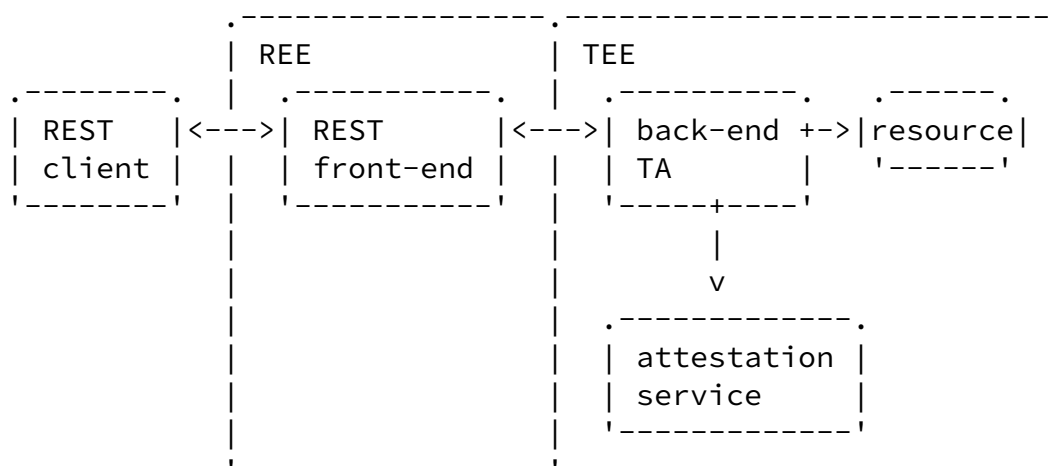 REE TEE
REST REST back-end resource
client front-end TA
attestation
service